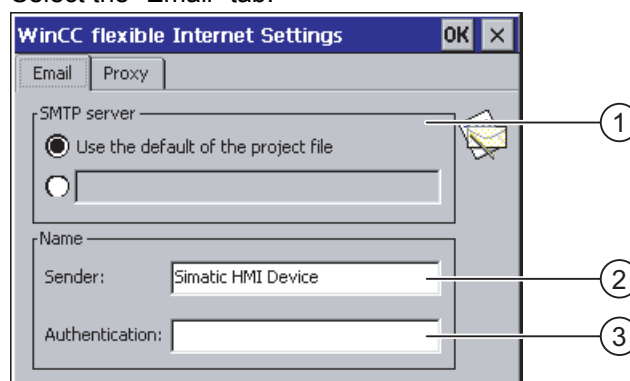 Select the "Email" tab.
WinCC flexible Internet Settings OK ×
Email Proxy
SMTP server
1
Use the default of the project file
Name
Sender: Simatic HMI Device
2
Authentication:
3